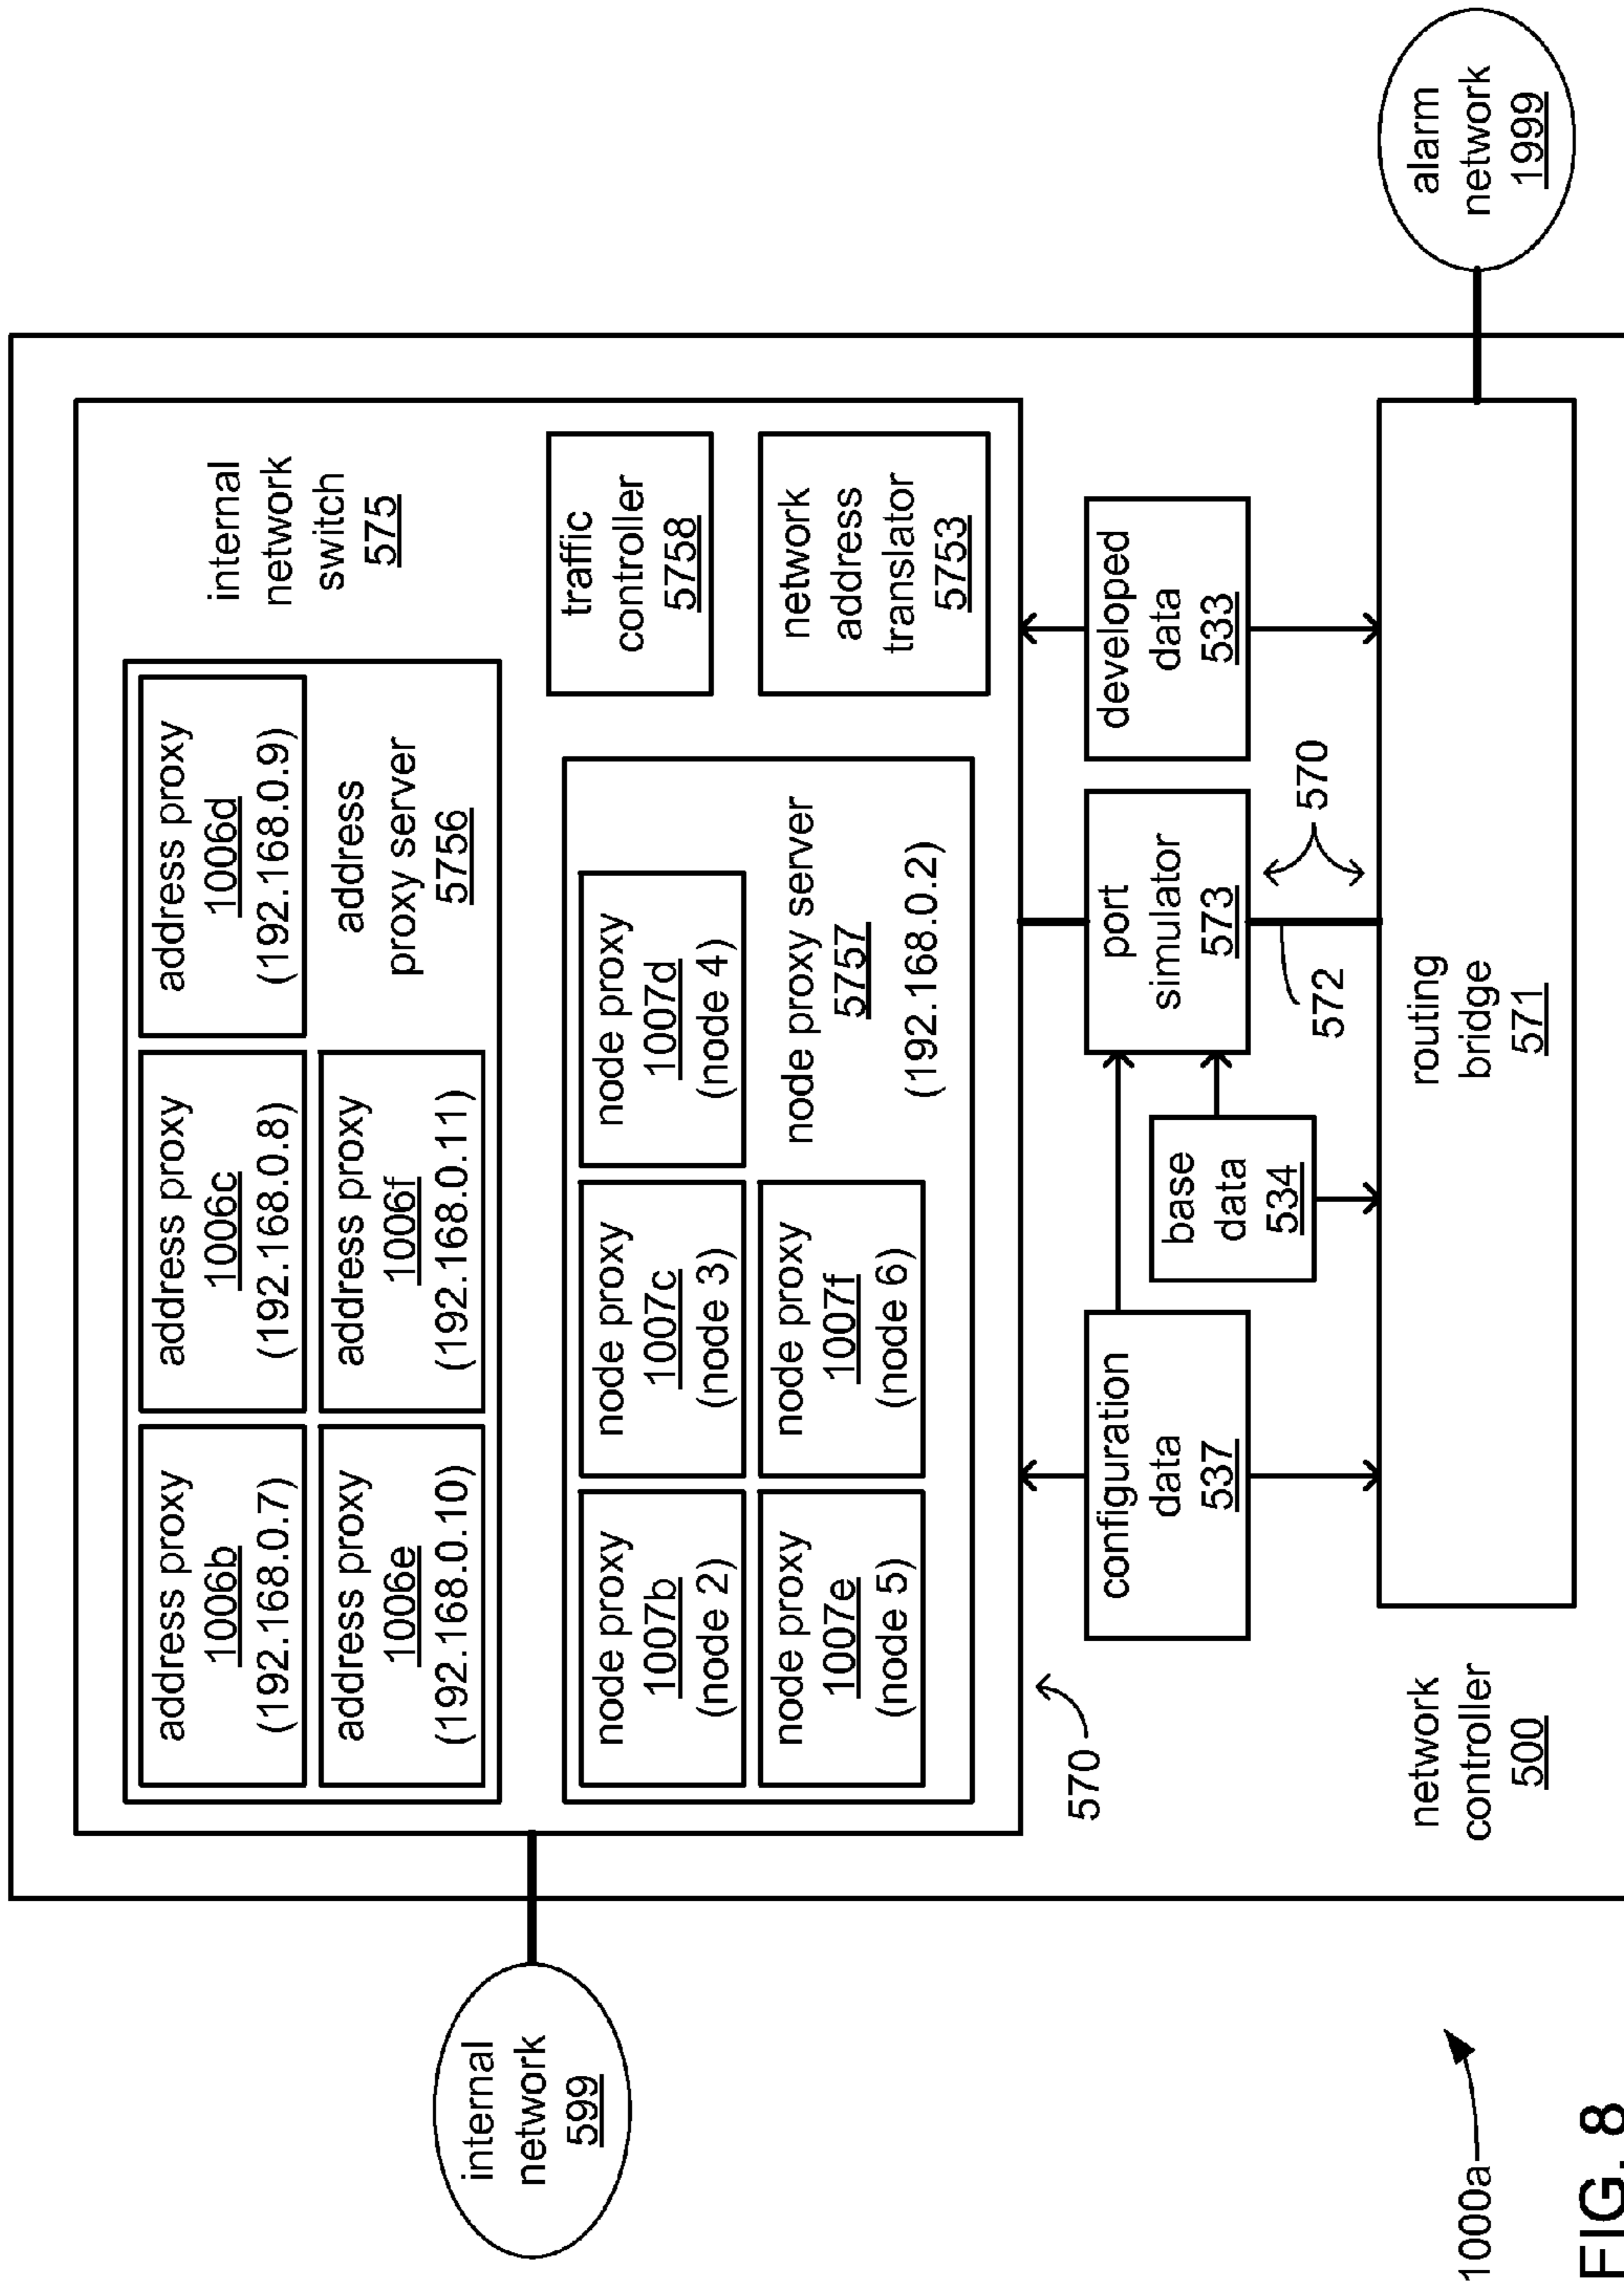 internal
network
switch
575
address proxy
1006b
(192.168.0.7)
address proxy
1006c
(192.168.0.8)
address proxy
1006d
(192.168.0.9)
address proxy
1006e
(192.168.0.10)
address proxy
1006f
(192.168.0.11)
address
proxy server
5756
traffic
controller
5758
node proxy
1007b
(node 2)
node proxy
1007c
(node 3)
node proxy
1007d
(node 4)
node proxy
1007e
(node 5)
node proxy
1007f
(node 6)
node proxy server
5757
(192.168.0.2)
network
address
translator
5753
internal
network
599
570
configuration
data
537
base
data
534
port
simulator
573
developed
data
533
572
570
routing
bridge
571
network
controller
500
alarm
network
1999
1000a
FIG. 8